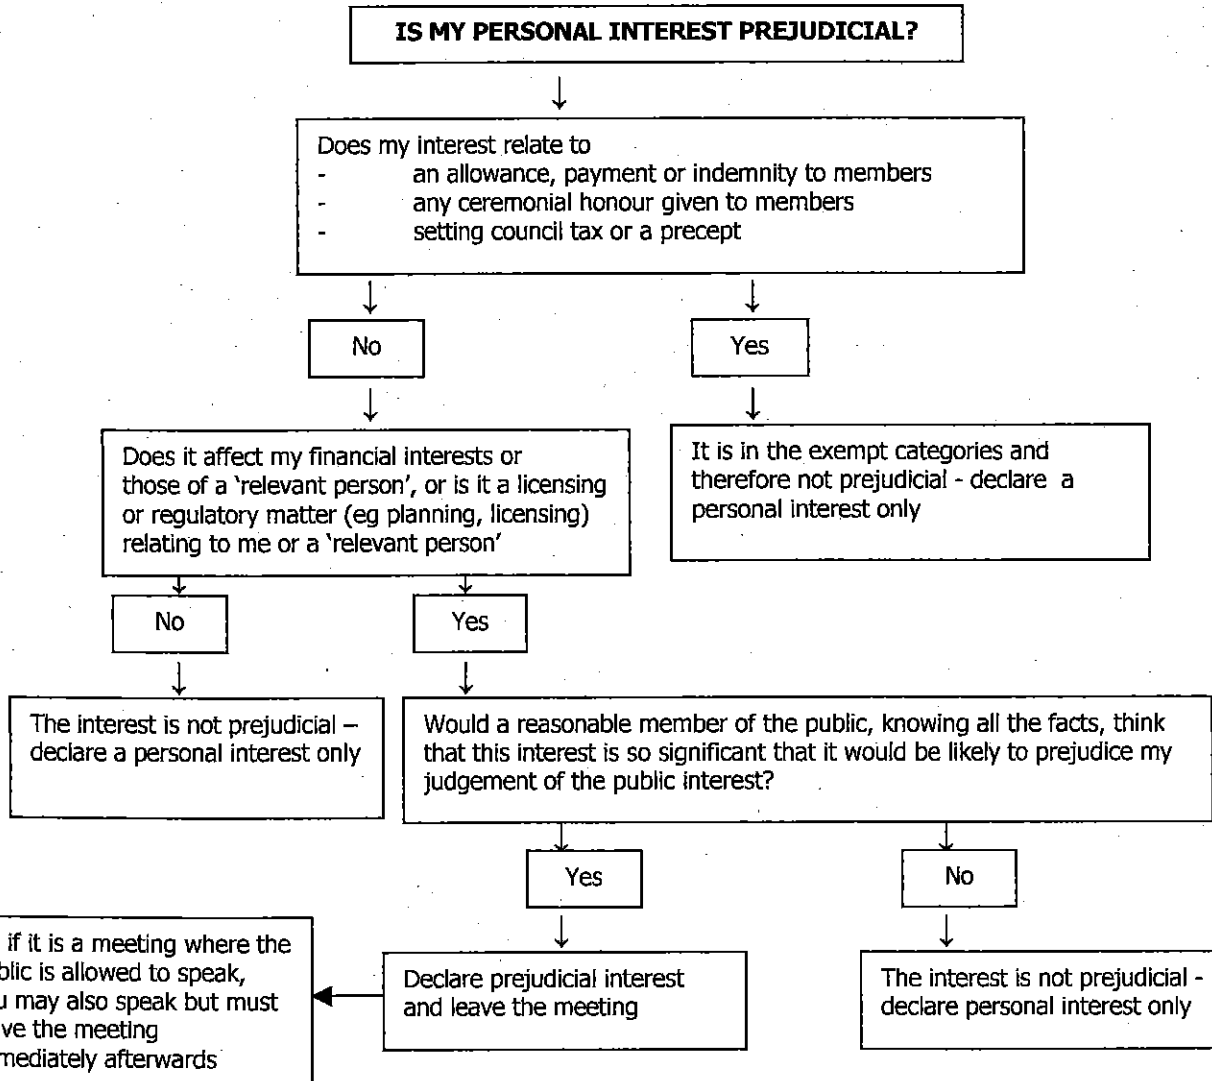 IS MY PERSONAL INTEREST PREJUDICIAL?
Does my interest relate to
- an allowance, payment or indemnity to members
- any ceremonial honour given to members
- setting council tax or a precept
No
Yes
Does it affect my financial interests or
those of a ‘relevant person’, or is it a licensing
or regulatory matter (eg planning, licensing)
relating to me or a ‘relevant person’
It is in the exempt categories and
therefore not prejudicial - declare a
personal interest only
No
Yes
The interest is not prejudicial –
declare a personal interest only
Would a reasonable member of the public, knowing all the facts, think
that this interest is so significant that it would be likely to prejudice my
judgement of the public interest?
Yes
No
if it is a meeting where the
is allowed to speak,
may also speak but must
the meeting
afterwards
Declare prejudicial interest
and leave the meeting
The interest is not prejudicial -
declare personal interest only